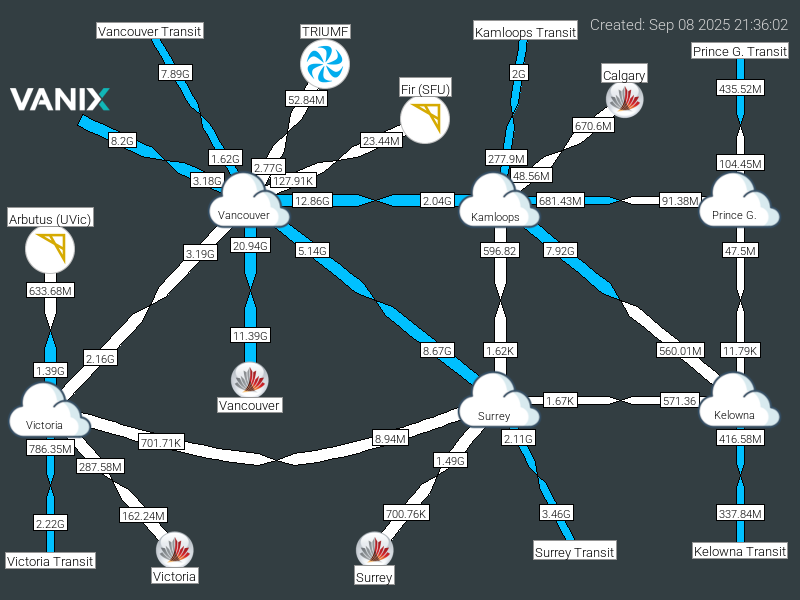 Created: Sep 08 2025 21:36:02
Vancouver Transit
TRIUMF
Kamloops Transit
Prince G. Transit
7.89G
2G
Calgary
Fir (SFU)
435.52M
VANIX
52.84M
8.2G
23.44M
670.6M
1.62G
277.9M
104.45M
2.77G
3.18G
127.91K
48.56M
12.86G
2.04G
681.43M
91.38M
Vancouver
Kamloops
Prince G.
Arbutus (UVic)
20.94G
3.19G
5.14G
596.82
7.92G
47.5M
633.68M
11.39G
2.16G
8.67G
1.62K
560.01M
11.79K
1.39G
Vancouver
1.67K
571.36
Victoria
Surrey
Kelowna
786.35M
701.71K
8.94M
2.11G
416.58M
287.58M
1.49G
2.22G
162.24M
700.76K
3.46G
337.84M
Victoria Transit
Victoria
Surrey
Surrey Transit
Kelowna Transit